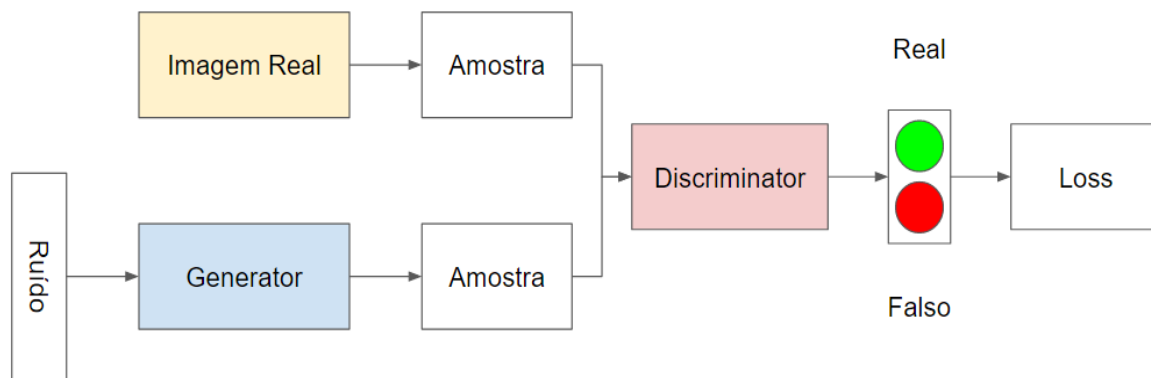 Imagem Real
Amostra
Real
Discriminator
Loss
Ruído
Generator
Amostra
Falso